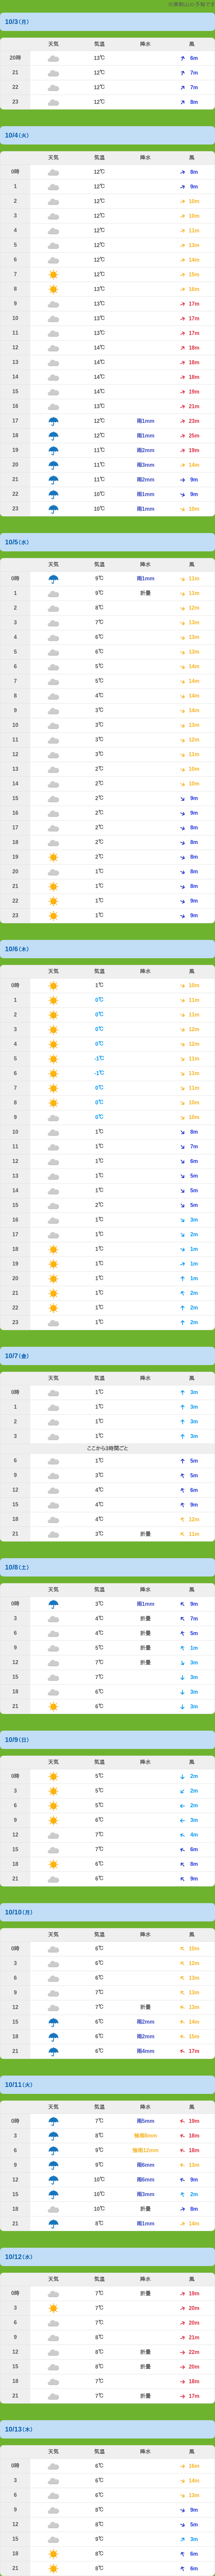 ※東観山の予報です
10/3（月）
天気 気温 降水 風
20時 13℃ 6m
21 12℃ 7m
22 12℃ 7m
23 12℃ 8m
10/4（火）
天気 気温 降水 風
0時 12℃ 8m
1 12℃ 9m
2 12℃ 10m
3 12℃ 10m
4 12℃ 11m
5 12℃ 13m
6 12℃ 14m
7 12℃ 15m
8 13℃ 16m
9 13℃ 17m
10 13℃ 17m
11 13℃ 17m
12 14℃ 18m
13 14℃ 18m
14 14℃ 18m
15 14℃ 19m
16 13℃ 21m
17 12℃ 雨1mm 23m
18 12℃ 雨1mm 25m
19 11℃ 雨2mm 19m
20 11℃ 雨3mm 14m
21 11℃ 雨2mm 9m
22 10℃ 雨1mm 9m
23 10℃ 雨1mm 10m
10/5（水）
天気 気温 降水 風
0時 9℃ 雨1mm 11m
1 9℃ 折曇 11m
2 8℃ 12m
3 7℃ 13m
4 6℃ 13m
5 6℃ 13m
6 5℃ 14m
7 5℃ 14m
8 4℃ 14m
9 3℃ 14m
10 3℃ 13m
11 3℃ 12m
12 3℃ 11m
13 2℃ 10m
14 2℃ 10m
15 2℃ 9m
16 2℃ 9m
17 2℃ 8m
18 2℃ 8m
19 2℃ 8m
20 1℃ 8m
21 1℃ 8m
22 1℃ 9m
23 1℃ 9m
10/6（木）
天気 気温 降水 風
0時 1℃ 10m
1 0℃ 11m
2 0℃ 11m
3 0℃ 12m
4 0℃ 12m
5 -1℃ 11m
6 -1℃ 11m
7 0℃ 11m
8 0℃ 10m
9 0℃ 10m
10 1℃ 8m
11 1℃ 7m
12 1℃ 6m
13 1℃ 5m
14 1℃ 5m
15 2℃ 5m
16 1℃ 3m
17 1℃ 2m
18 1℃ 1m
19 1℃ 1m
20 1℃ 1m
21 1℃ 2m
22 1℃ 2m
23 1℃ 2m
10/7（金）
天気 気温 降水 風
0時 1℃ 3m
1 1℃ 3m
2 1℃ 3m
3 1℃ 3m
ここから3時間ごと
6 1℃ 5m
9 3℃ 5m
12 4℃ 6m
15 4℃ 9m
18 4℃ 12m
21 3℃ 折曇 11m
10/8（土）
天気 気温 降水 風
0時 3℃ 雨1mm 9m
3 4℃ 折曇 7m
6 4℃ 折曇 5m
9 5℃ 折曇 1m
12 7℃ 折曇 3m
15 7℃ 3m
18 6℃ 3m
21 6℃ 3m
10/9（日）
天気 気温 降水 風
0時 5℃ 2m
3 5℃ 2m
6 5℃ 2m
9 6℃ 3m
12 7℃ 4m
15 7℃ 6m
18 6℃ 8m
21 6℃ 9m
10/10（月）
天気 気温 降水 風
0時 6℃ 10m
3 6℃ 12m
6 6℃ 13m
9 7℃ 13m
12 7℃ 折曇 13m
15 6℃ 雨2mm 14m
18 6℃ 雨2mm 15m
21 6℃ 雨4mm 17m
10/11（火）
天気 気温 降水 風
0時 7℃ 雨5mm 19m
3 8℃ 強雨8mm 18m
6 9℃ 強雨12mm 18m
9 9℃ 雨6mm 13m
12 10℃ 雨6mm 9m
15 10℃ 雨3mm 2m
18 10℃ 折曇 8m
21 8℃ 雨1mm 14m
10/12（水）
天気 気温 降水 風
0時 7℃ 折曇 19m
3 7℃ 20m
6 7℃ 20m
9 8℃ 21m
12 8℃ 折曇 22m
15 8℃ 折曇 20m
18 7℃ 18m
21 7℃ 折曇 17m
10/13（木）
天気 気温 降水 風
0時 6℃ 16m
3 6℃ 14m
6 6℃ 12m
9 8℃ 9m
12 8℃ 5m
15 9℃ 3m
18 8℃ 6m
21 8℃ 6m